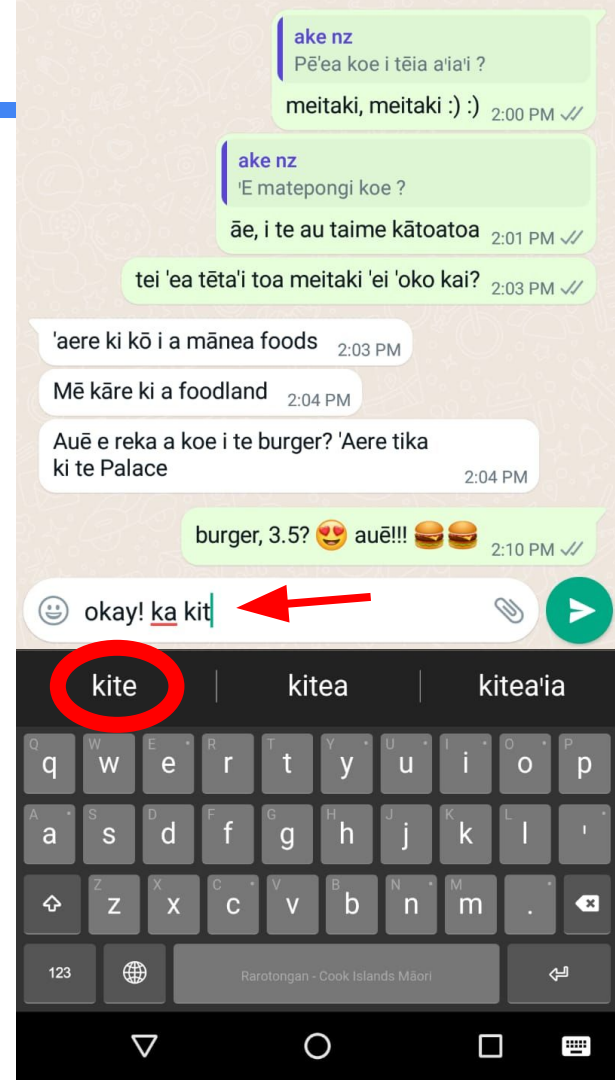 ake nz
Pē'ea koe i tēia aꞌiaꞌi ?
meitaki, meitaki :) :) 2:00 PM
ake nz
ꞌE matepongi koe ?
āe, i te au taime kātoatoa 2:01 PM
tei 'ea tēta'i toa meitaki 'ei 'oko kai? 2:03 PM
'aere ki kō i a mānea foods 2:03 PM
Mē kāre ki a foodland 2:04 PM
Auē e reka a koe i te burger? 'Aere tika
ki te Palace 2:04 PM
burger, 3.5? 😍 auē!!! 🍔🍔 2:10 PM
okay! ka kit
kite kitea kiteaꞌia
Q W E R T Y U I O P
q w e r t y u i o p
A S D F G H J K L
a s d f g h j k l ꞌ
Z X C V B N M
z x c v b n m .
123 Rarotongan - Cook Islands Māori